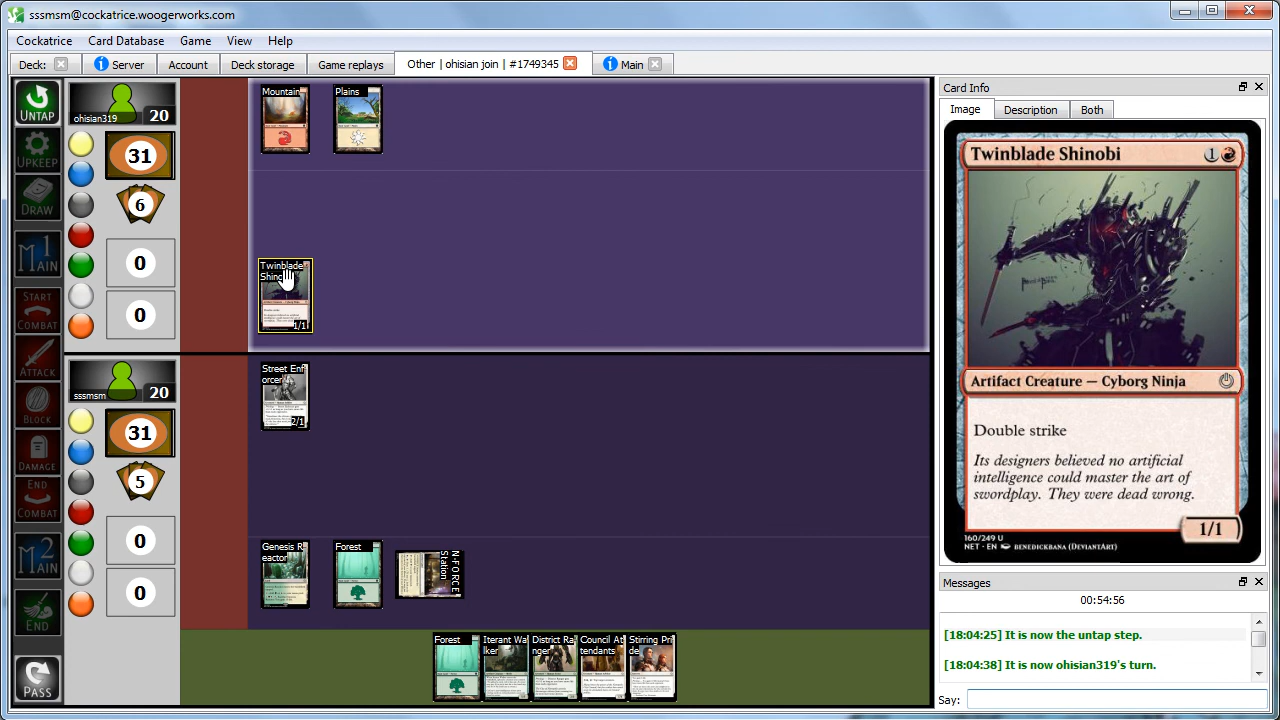 sssmsm@cockatrice.woogerworks.com
Cockatrice Card Database Game View Help
Deck: Server Account Deck storage Game replays Other | ohisian join | #1749345 Main
UNTAP
UPKEEP
DRAW
MAIN 1
START COMBAT
ATTACK
BLOCK
DAMAGE
END COMBAT
MAIN 2
END
PASS
ohisian319 20
31
6
0
0
Mountain Plains
Twinblade
Shino
1/1
sssmsm 20
31
5
0
0
Street Enf
orcer
2/1
Genesis R
eactor
Forest
Station
Forest
Iterant Wa
lker
District Ra
nger
Council At
tendants
Stirring Pri
de
Card Info
Image Description Both
Twinblade Shinobi 1
Artifact Creature — Cyborg Ninja
Double strike
Its designers believed no artificial
intelligence could master the art of
swordplay. They were dead wrong.
1/1
160/249 U
NET • EN BENEDICKBANA (DEVIANTART)
Messages
00:54:56
[18:04:25] It is now the untap step.
[18:04:38] It is now ohisian319's turn.
Say: